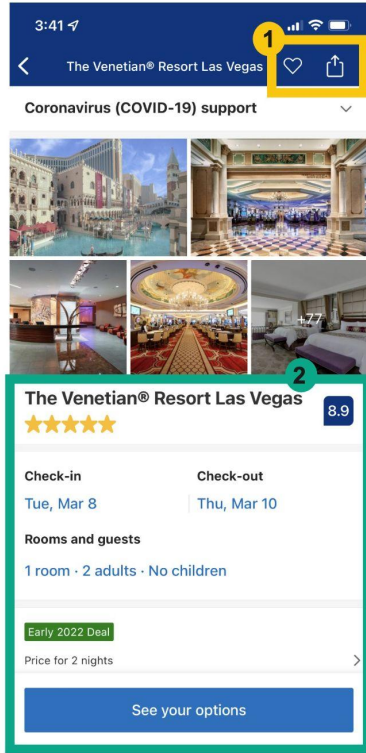 3:41
1
The Venetian® Resort Las Vegas
Coronavirus (COVID-19) support
+77
2
The Venetian® Resort Las Vegas
8.9
Check-in
Check-out
Tue, Mar 8
Thu, Mar 10
Rooms and guests
1 room · 2 adults · No children
Early 2022 Deal
Price for 2 nights
See your options